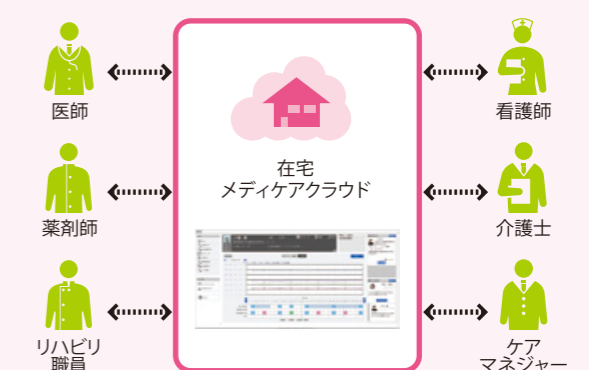 医師
看護師
在宅
メディケアクラウド
薬剤師
介護士
リハビリ
職員
ケア
マネジャー